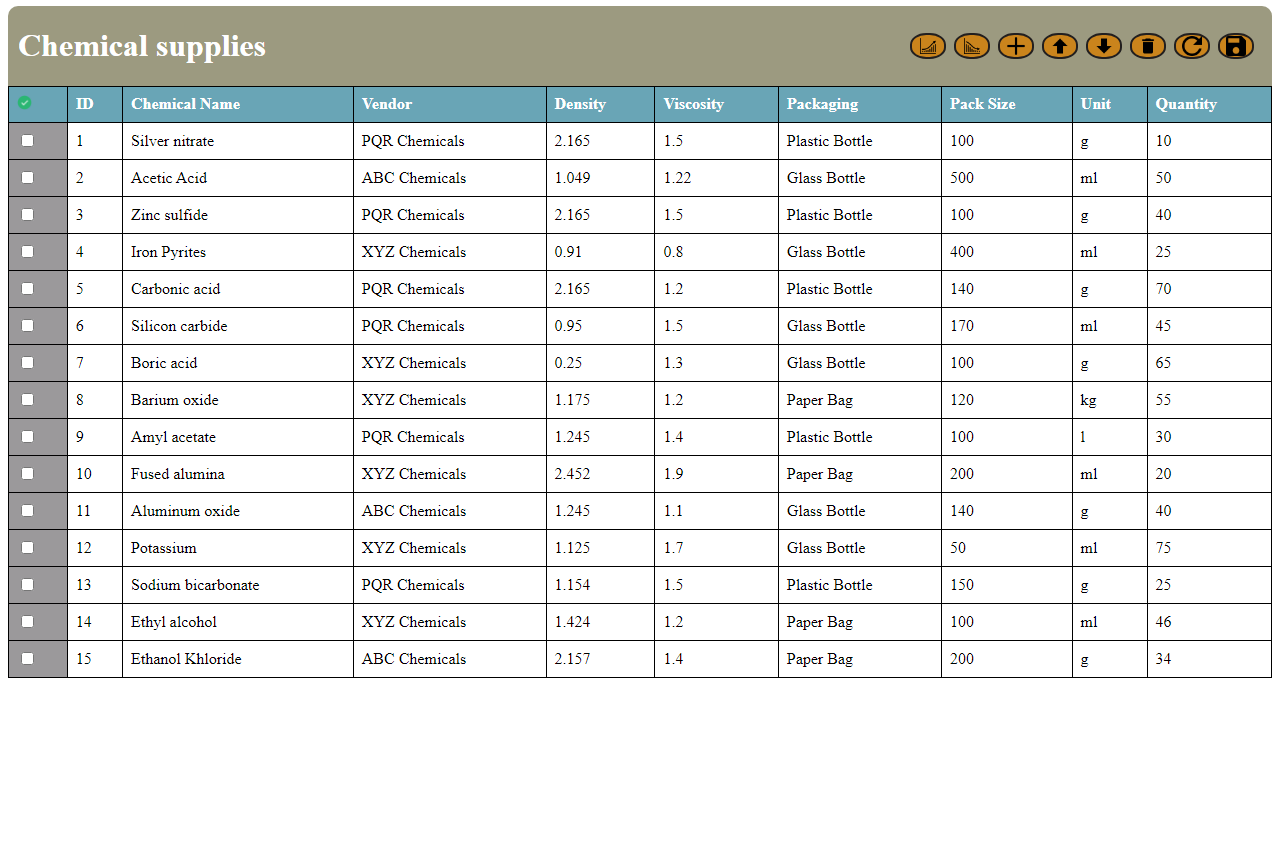 Chemical supplies
ID Chemical Name Vendor Density Viscosity Packaging Pack Size Unit Quantity
1 Silver nitrate PQR Chemicals 2.165 1.5 Plastic Bottle 100 g 10
2 Acetic Acid ABC Chemicals 1.049 1.22 Glass Bottle 500 ml 50
3 Zinc sulfide PQR Chemicals 2.165 1.5 Plastic Bottle 100 g 40
4 Iron Pyrites XYZ Chemicals 0.91 0.8 Glass Bottle 400 ml 25
5 Carbonic acid PQR Chemicals 2.165 1.2 Plastic Bottle 140 g 70
6 Silicon carbide PQR Chemicals 0.95 1.5 Glass Bottle 170 ml 45
7 Boric acid XYZ Chemicals 0.25 1.3 Glass Bottle 100 g 65
8 Barium oxide XYZ Chemicals 1.175 1.2 Paper Bag 120 kg 55
9 Amyl acetate PQR Chemicals 1.245 1.4 Plastic Bottle 100 l 30
10 Fused alumina XYZ Chemicals 2.452 1.9 Paper Bag 200 ml 20
11 Aluminum oxide ABC Chemicals 1.245 1.1 Glass Bottle 140 g 40
12 Potassium XYZ Chemicals 1.125 1.7 Glass Bottle 50 ml 75
13 Sodium bicarbonate PQR Chemicals 1.154 1.5 Plastic Bottle 150 g 25
14 Ethyl alcohol XYZ Chemicals 1.424 1.2 Paper Bag 100 ml 46
15 Ethanol Khloride ABC Chemicals 2.157 1.4 Paper Bag 200 g 34